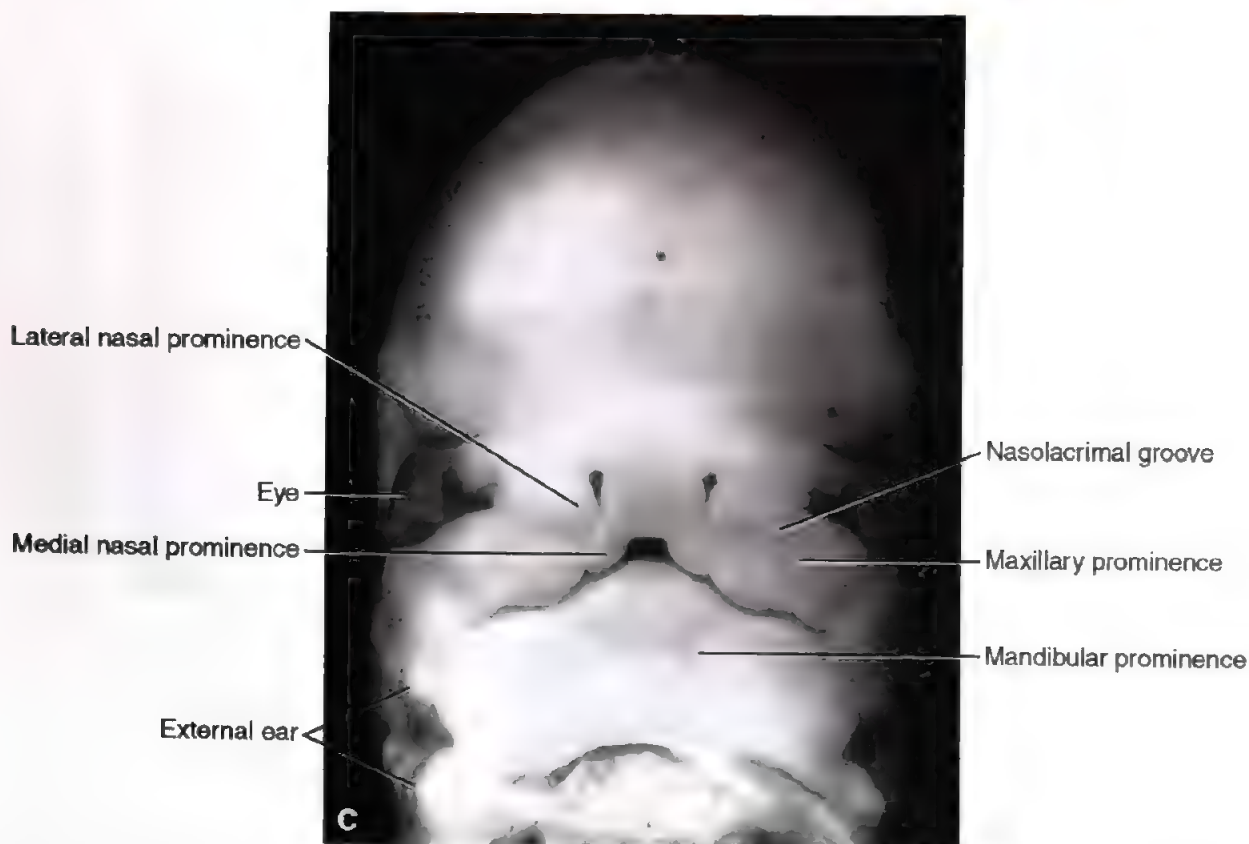 Lateral nasal prominence
Eye
Medial nasal prominence
External ear
Nasolacrimal groove
Maxillary prominence
Mandibular prominence
C